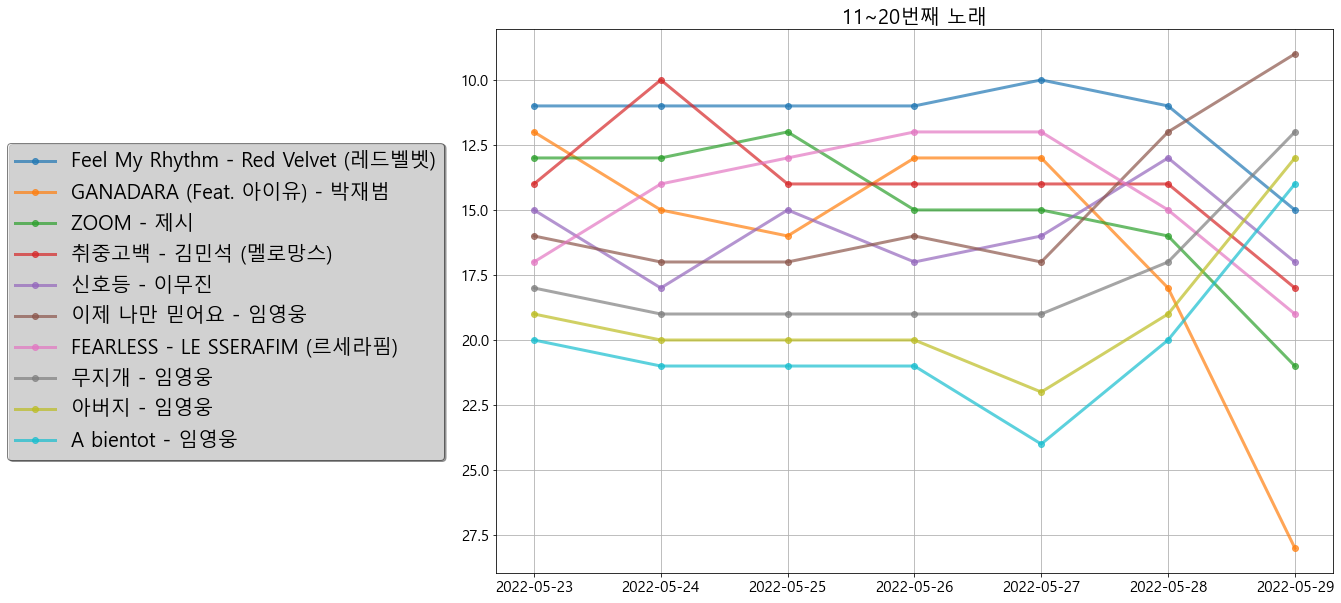 11~20번째 노래
Feel My Rhythm - Red Velvet (레드벨벳)
GANADARA (Feat. 아이유) - 박재범
ZOOM - 제시
취중고백 - 김민석 (멜로망스)
신호등 - 이무진
이제 나만 믿어요 - 임영웅
FEARLESS - LE SSERAFIM (르세라핌)
무지개 - 임영웅
아버지 - 임영웅
A bientot - 임영웅
10.0
12.5
15.0
17.5
20.0
22.5
25.0
27.5
2022-05-23 2022-05-24 2022-05-25 2022-05-26 2022-05-27 2022-05-28 2022-05-29